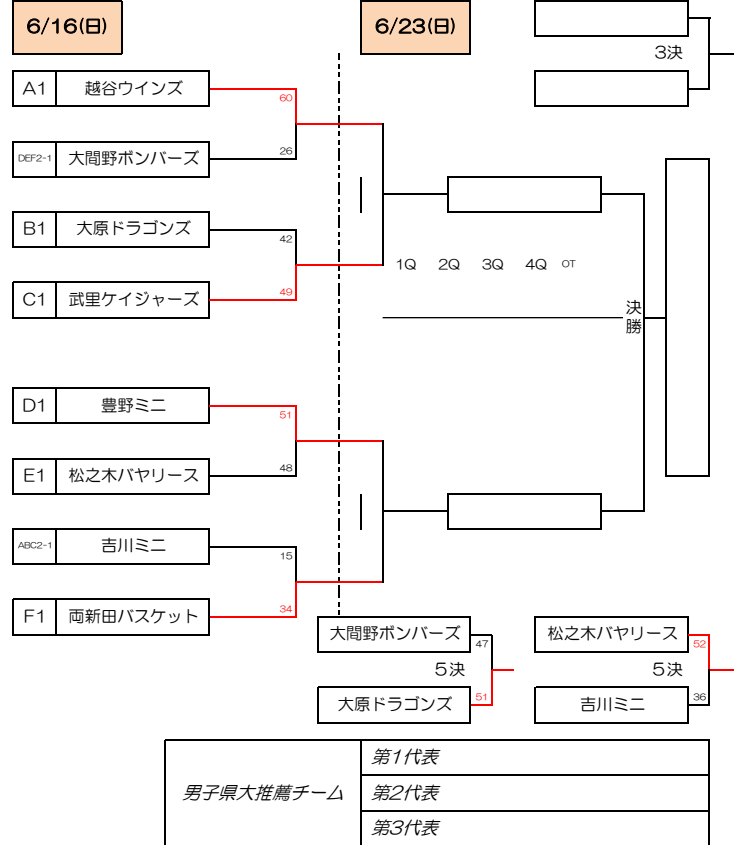 6/16(日)
6/23(日)
3決
A1 越谷ウインズ
60
26
DEF2-1 大間野ボンバーズ
B1 大原ドラゴンズ
42
1Q 2Q 3Q 4Q OT
49
C1 武里ケイジャーズ
決勝
D1 豊野ミニ
51
48
E1 松之木バヤリース
ABC2-1 吉川ミニ
15
34
F1 両新田バスケット
大間野ボンバーズ
47
松之木バヤリース
52
5決
5決
大原ドラゴンズ
51
吉川ミニ
36
男子県大推薦チーム
第1代表
第2代表
第3代表